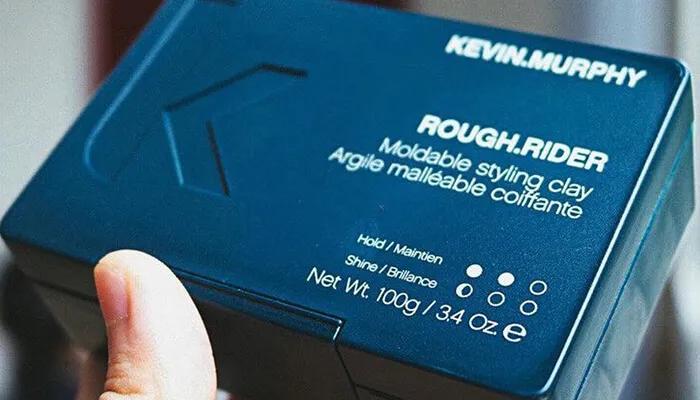 KEVIN.MURPHY
ROUGH.RIDER
Moldable styling clay
Argile malléable coiffante
Hold / Maintien
Shine / Brillance
Net Wt. 100g / 3.4 Oz. ℮